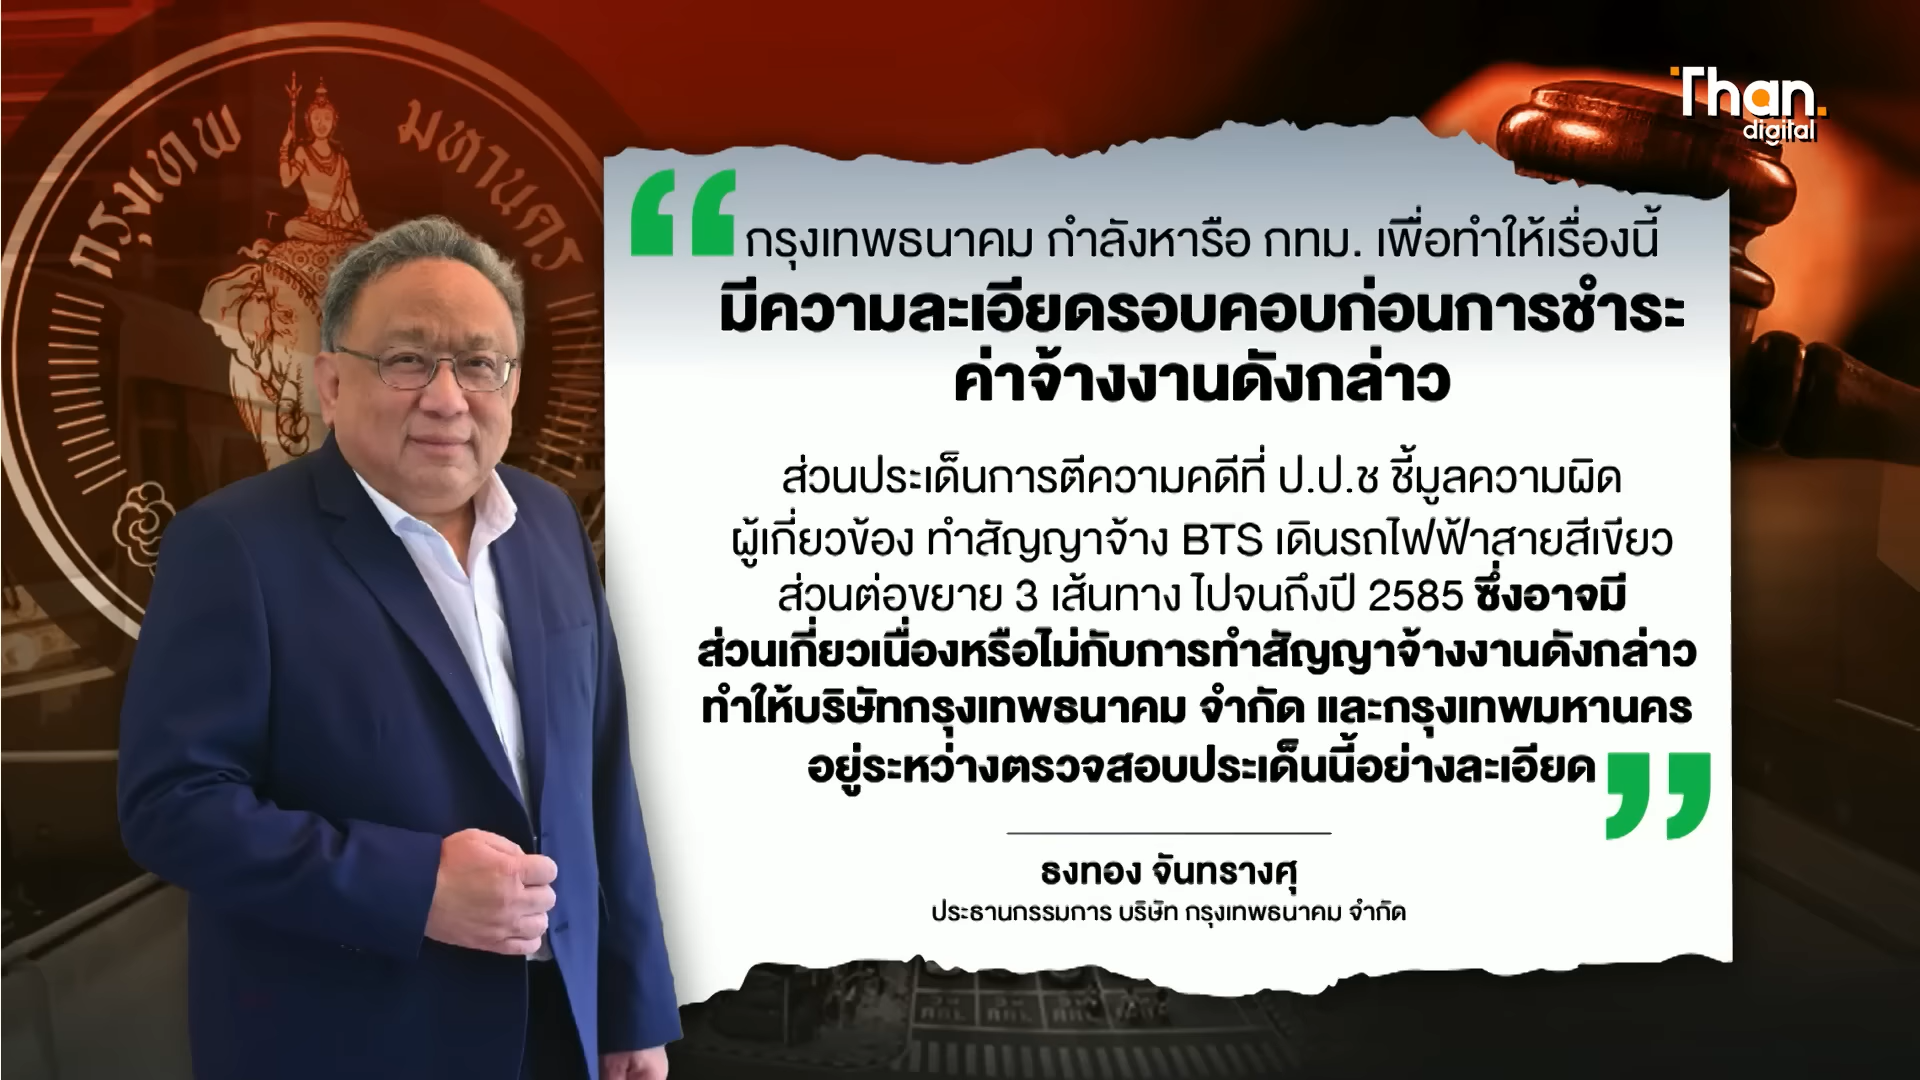 กรุงเทพ มหานคร
Than.
digital
“กรุงเทพธนาคม กำลังหารือ กทม. เพื่อทำให้เรื่องนี้
มีความละเอียดรอบคอบก่อนการชำระ
ค่าจ้างงานดังกล่าว
ส่วนประเด็นการตีความคดีที่ ป.ป.ช ชี้มูลความผิด
ผู้เกี่ยวข้อง ทำสัญญาจ้าง BTS เดินรถไฟฟ้าสายสีเขียว
ส่วนต่อขยาย 3 เส้นทาง ไปจนถึงปี 2585 ซึ่งอาจมี
ส่วนเกี่ยวเนื่องหรือไม่กับการทำสัญญาจ้างงานดังกล่าว
ทำให้บริษัทกรุงเทพธนาคม จำกัด และกรุงเทพมหานคร
อยู่ระหว่างตรวจสอบประเด็นนี้อย่างละเอียด”
ธงทอง จันทรางศุ
ประธานกรรมการ บริษัท กรุงเทพธนาคม จำกัด